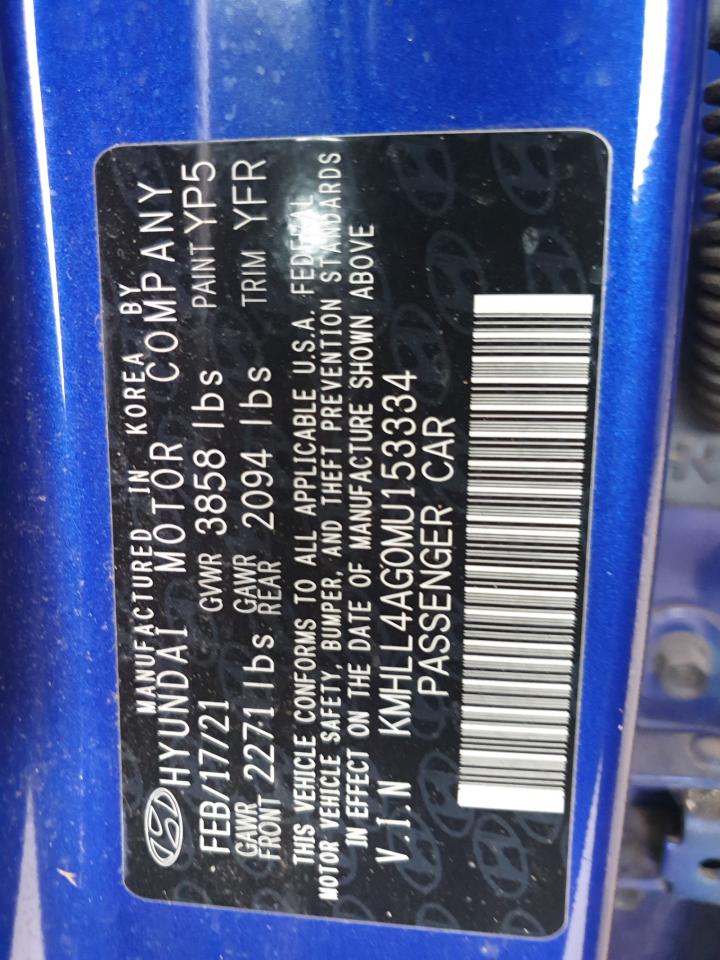 MANUFACTURED IN KOREA BY
HYUNDAI MOTOR COMPANY
FEB/17/21 GVWR 3858 lbs PAINT YP5
GAWR FRONT 2271lbs GAWR REAR 2094 lbs TRIM YFR
THIS VEHICLE CONFORMS TO ALL APPLICABLE U.S.A. FEDERAL
MOTOR VEHICLE SAFETY, BUMPER, AND THEFT PREVENTION STANDARDS
IN EFFECT ON THE DATE OF MANUFACTURE SHOWN ABOVE
V.I.N KMHLL4AG0MU153334
PASSENGER CAR